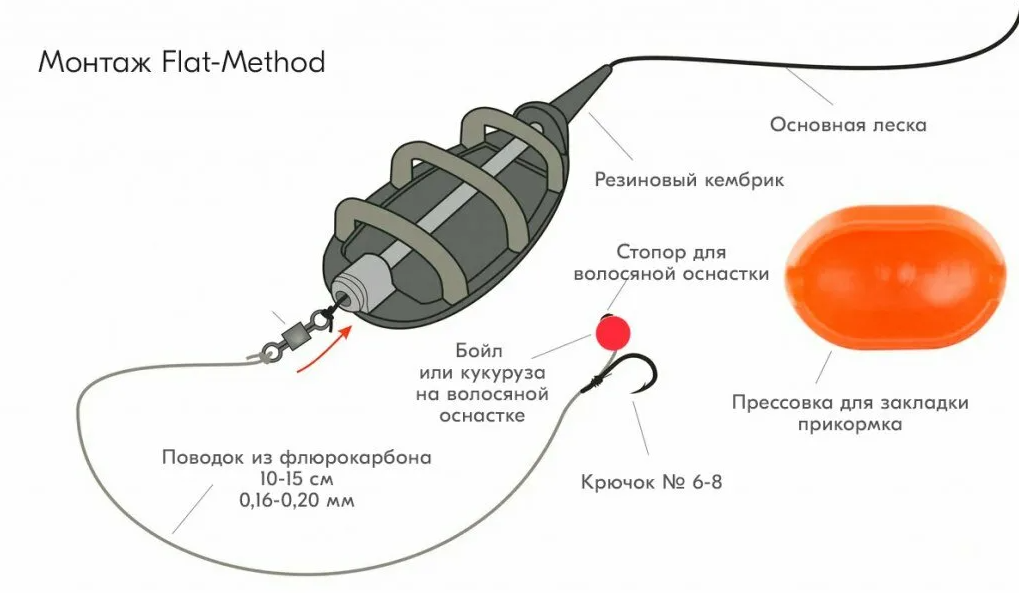 Монтаж Flat-Method
Основная леска
Резиновый кембрик
Стопор для
волосяной оснастки
Бойл
или кукуруза
на волосяной
оснастке
Прессовка для закладки
прикормка
Поводок из флюрокарбона
10-15 см
0,16-0,20 мм
Крючок № 6-8